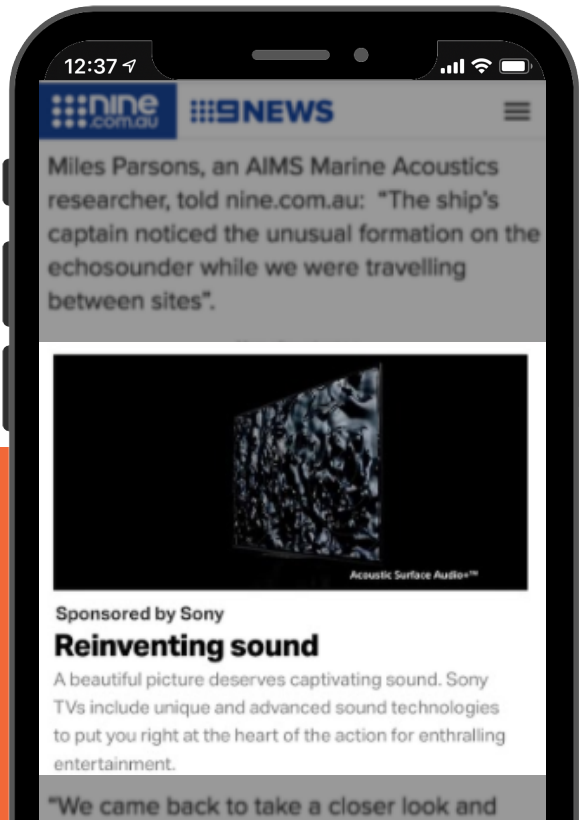 12:37
nine
.com.au
9NEWS
Miles Parsons, an AIMS Marine Acoustics
researcher, told nine.com.au:  “The ship’s
captain noticed the unusual formation on the
echosounder while we were travelling
between sites”.
Acoustic Surface Audio+™
Sponsored by Sony
Reinventing sound
A beautiful picture deserves captivating sound. Sony
TVs include unique and advanced sound technologies
to put you right at the heart of the action for enthralling
entertainment.
“We came back to take a closer look and